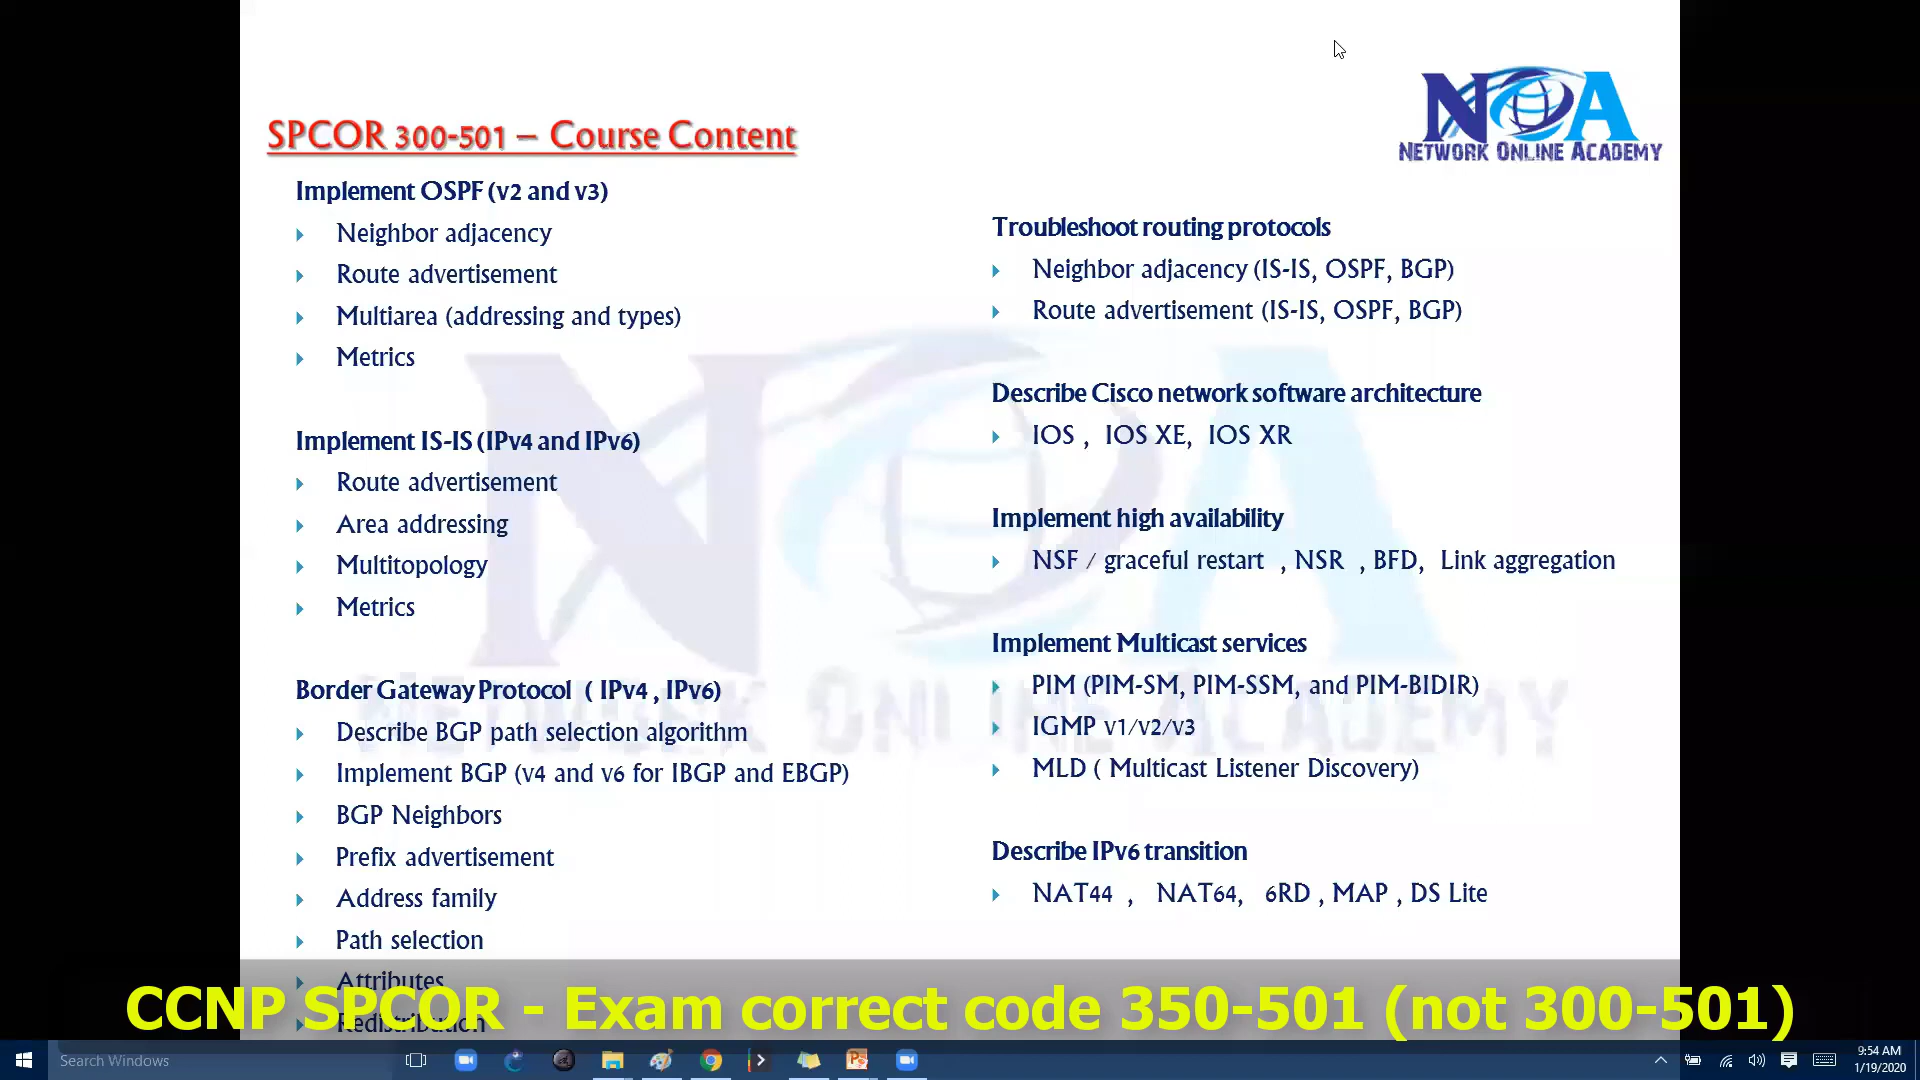 NOA
NETWORK ONLINE ACADEMY
SPCOR 300-501 – Course Content
Implement OSPF (v2 and v3)
Neighbor adjacency
Route advertisement
Multiarea (addressing and types)
Metrics
Implement IS-IS (IPv4 and IPv6)
Route advertisement
Area addressing
Multitopology
Metrics
Border Gateway Protocol ( IPv4 , IPv6)
Describe BGP path selection algorithm
Implement BGP (v4 and v6 for IBGP and EBGP)
BGP Neighbors
Prefix advertisement
Address family
Path selection
Attributes
Redistribution
Troubleshoot routing protocols
Neighbor adjacency (IS-IS, OSPF, BGP)
Route advertisement (IS-IS, OSPF, BGP)
Describe Cisco network software architecture
IOS , IOS XE, IOS XR
Implement high availability
NSF / graceful restart , NSR , BFD, Link aggregation
Implement Multicast services
PIM (PIM-SM, PIM-SSM, and PIM-BIDIR)
IGMP v1/v2/v3
MLD ( Multicast Listener Discovery)
Describe IPv6 transition
NAT44 , NAT64, 6RD , MAP , DS Lite
NOA
NETWORK ONLINE ACADEMY
CCNP SPCOR - Exam correct code 350-501 (not 300-501)
Search Windows
9:54 AM
1/19/2020